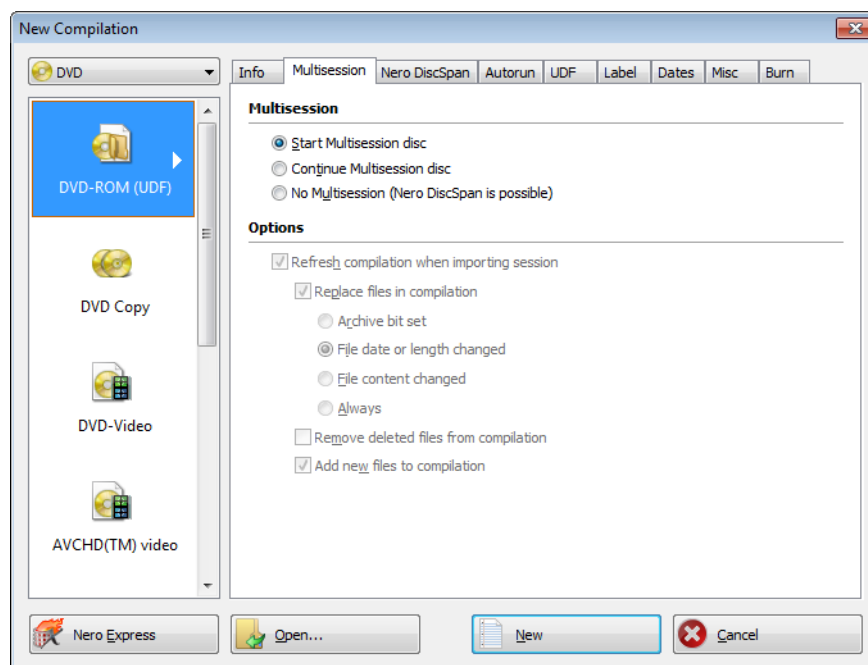 New Compilation
DVD
Info Multisession Nero DiscSpan Autorun UDF Label Dates Misc Burn
DVD-ROM (UDF)
DVD Copy
DVD-Video
AVCHD(TM) video
Multisession
Start Multisession disc
Continue Multisession disc
No Multisession (Nero DiscSpan is possible)
Options
Refresh compilation when importing session
Replace files in compilation
Archive bit set
File date or length changed
File content changed
Always
Remove deleted files from compilation
Add new files to compilation
Nero Express Open... New Cancel